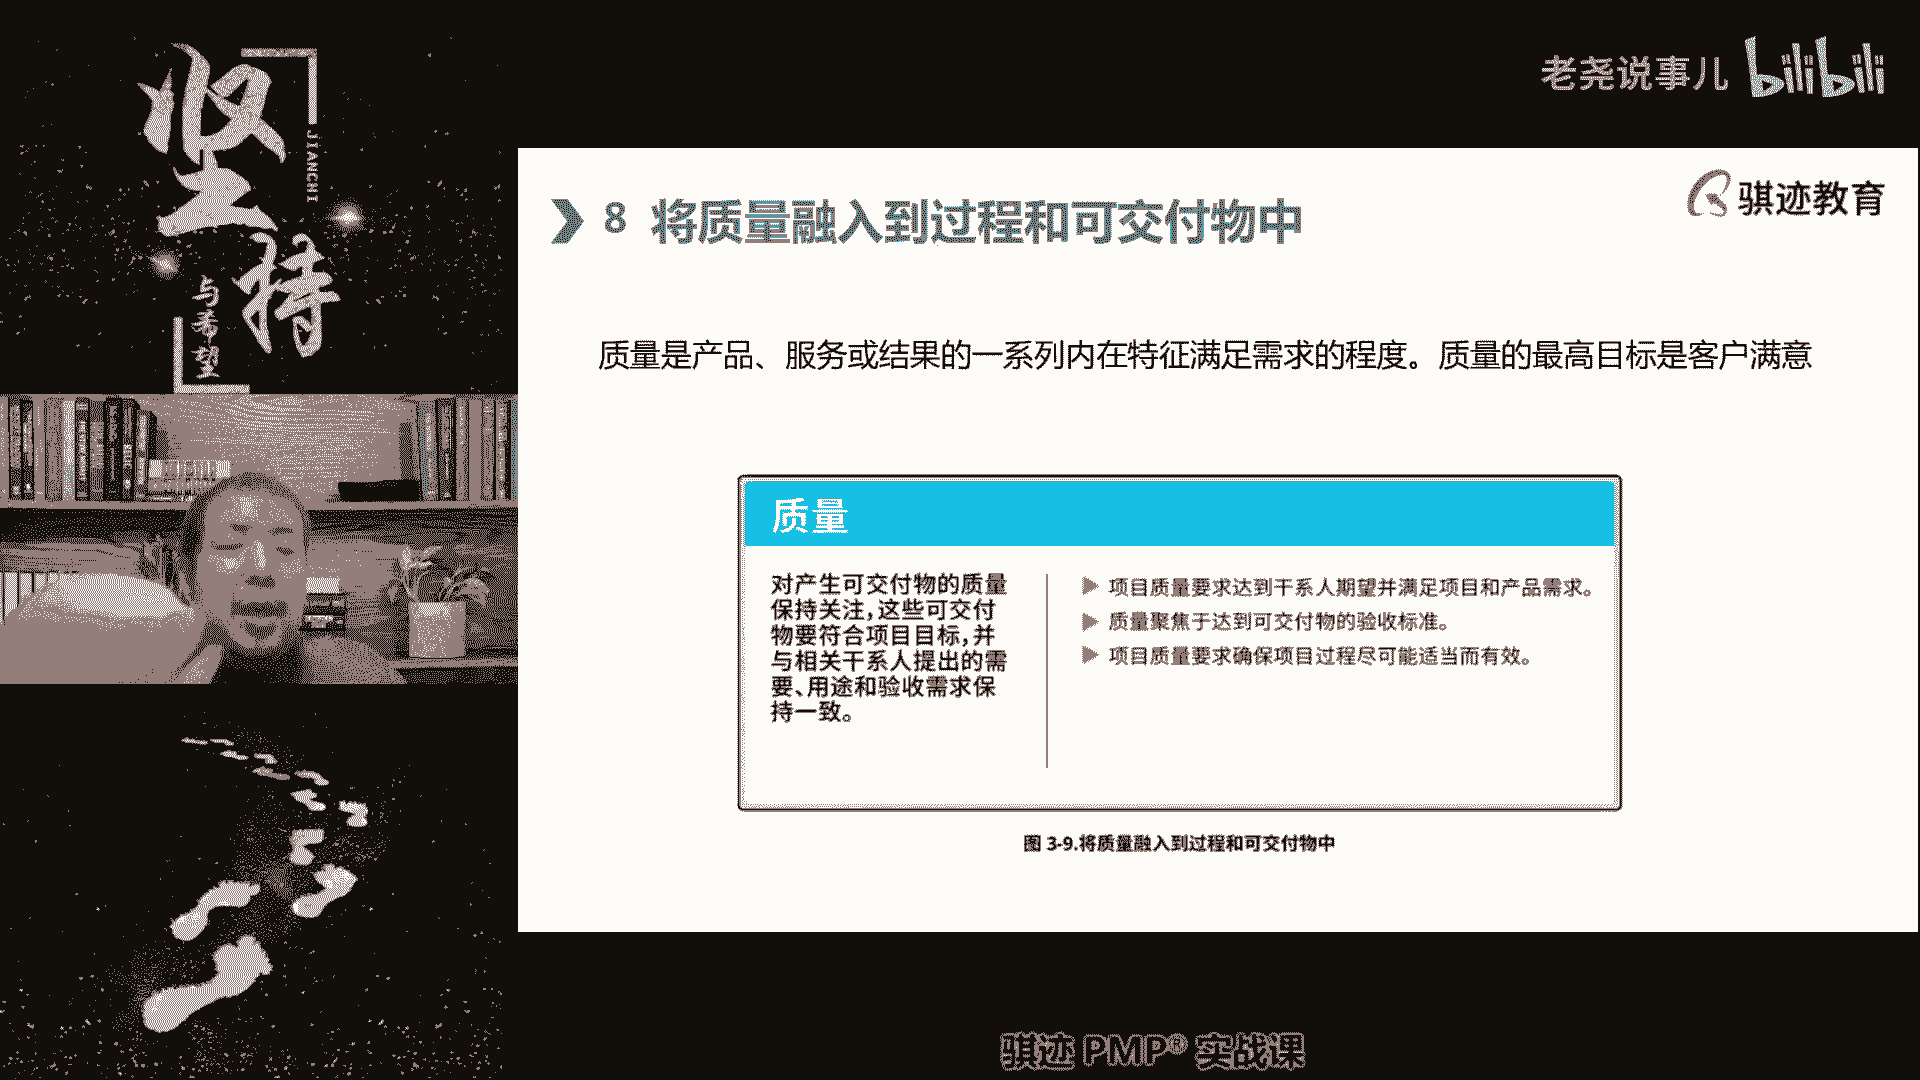 坚持
JIANCHI
与希望
老尧说事儿 bilibili
骐迹教育
8 将质量融入到过程和可交付物中
质量是产品、服务或结果的一系列内在特征满足需求的程度。质量的最高目标是客户满意
质量
对产生可交付物的质量
保持关注，这些可交付
物要符合项目目标，并
与相关干系人提出的需
要、用途和验收需求保
持一致。
项目质量要求达到干系人期望并满足项目和产品需求。
质量聚焦于达到可交付物的验收标准。
项目质量要求确保项目过程尽可能适当而有效。
图 3-9.将质量融入到过程和可交付物中
骐迹 PMP® 实战课